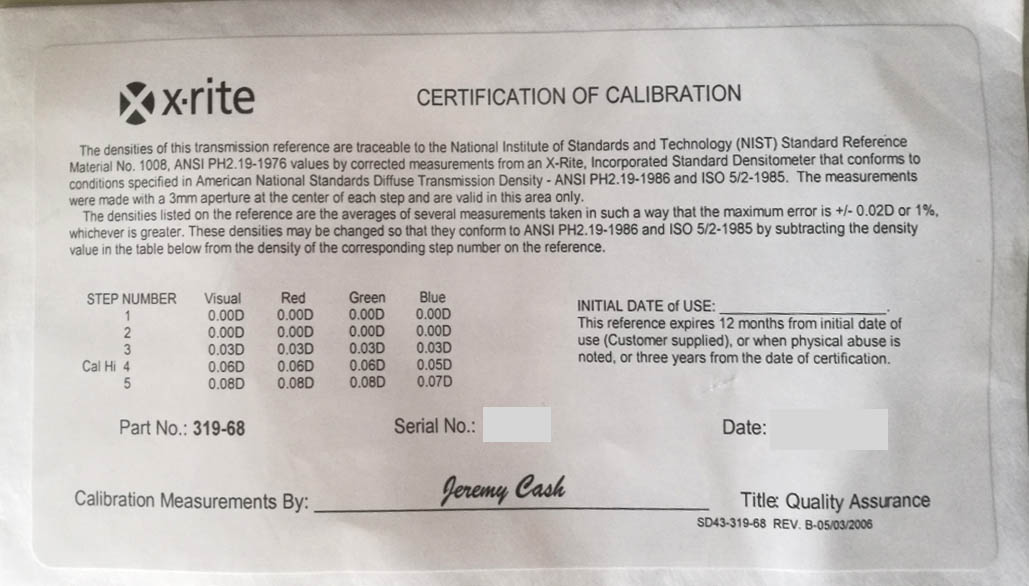 x·rite
CERTIFICATION OF CALIBRATION
The densities of this transmission reference are traceable to the National Institute of Standards and Technology (NIST) Standard Reference
Material No. 1008, ANSI PH2.19-1976 values by corrected measurements from an X-Rite, Incorporated Standard Densitometer that conforms to
conditions specified in American National Standards Diffuse Transmission Density - ANSI PH2.19-1986 and ISO 5/2-1985. The measurements
were made with a 3mm aperture at the center of each step and are valid in this area only.
The densities listed on the reference are the averages of several measurements taken in such a way that the maximum error is +/- 0.02D or 1%,
whichever is greater. These densities may be changed so that they conform to ANSI PH2.19-1986 and ISO 5/2-1985 by subtracting the density
value in the table below from the density of the corresponding step number on the reference.
STEP NUMBER Visual Red Green Blue
1 0.00D 0.00D 0.00D 0.00D
2 0.00D 0.00D 0.00D 0.00D
3 0.03D 0.03D 0.03D 0.03D
Cal Hi 4 0.06D 0.06D 0.06D 0.05D
5 0.08D 0.08D 0.08D 0.07D
INITIAL DATE of USE: ____________________.
This reference expires 12 months from initial date of
use (Customer supplied), or when physical abuse is
noted, or three years from the date of certification.
Part No.: 319-68 Serial No.: Date:
Calibration Measurements By: Jeremy Cash Title: Quality Assurance
SD43-319-68 REV. B-05/03/2006